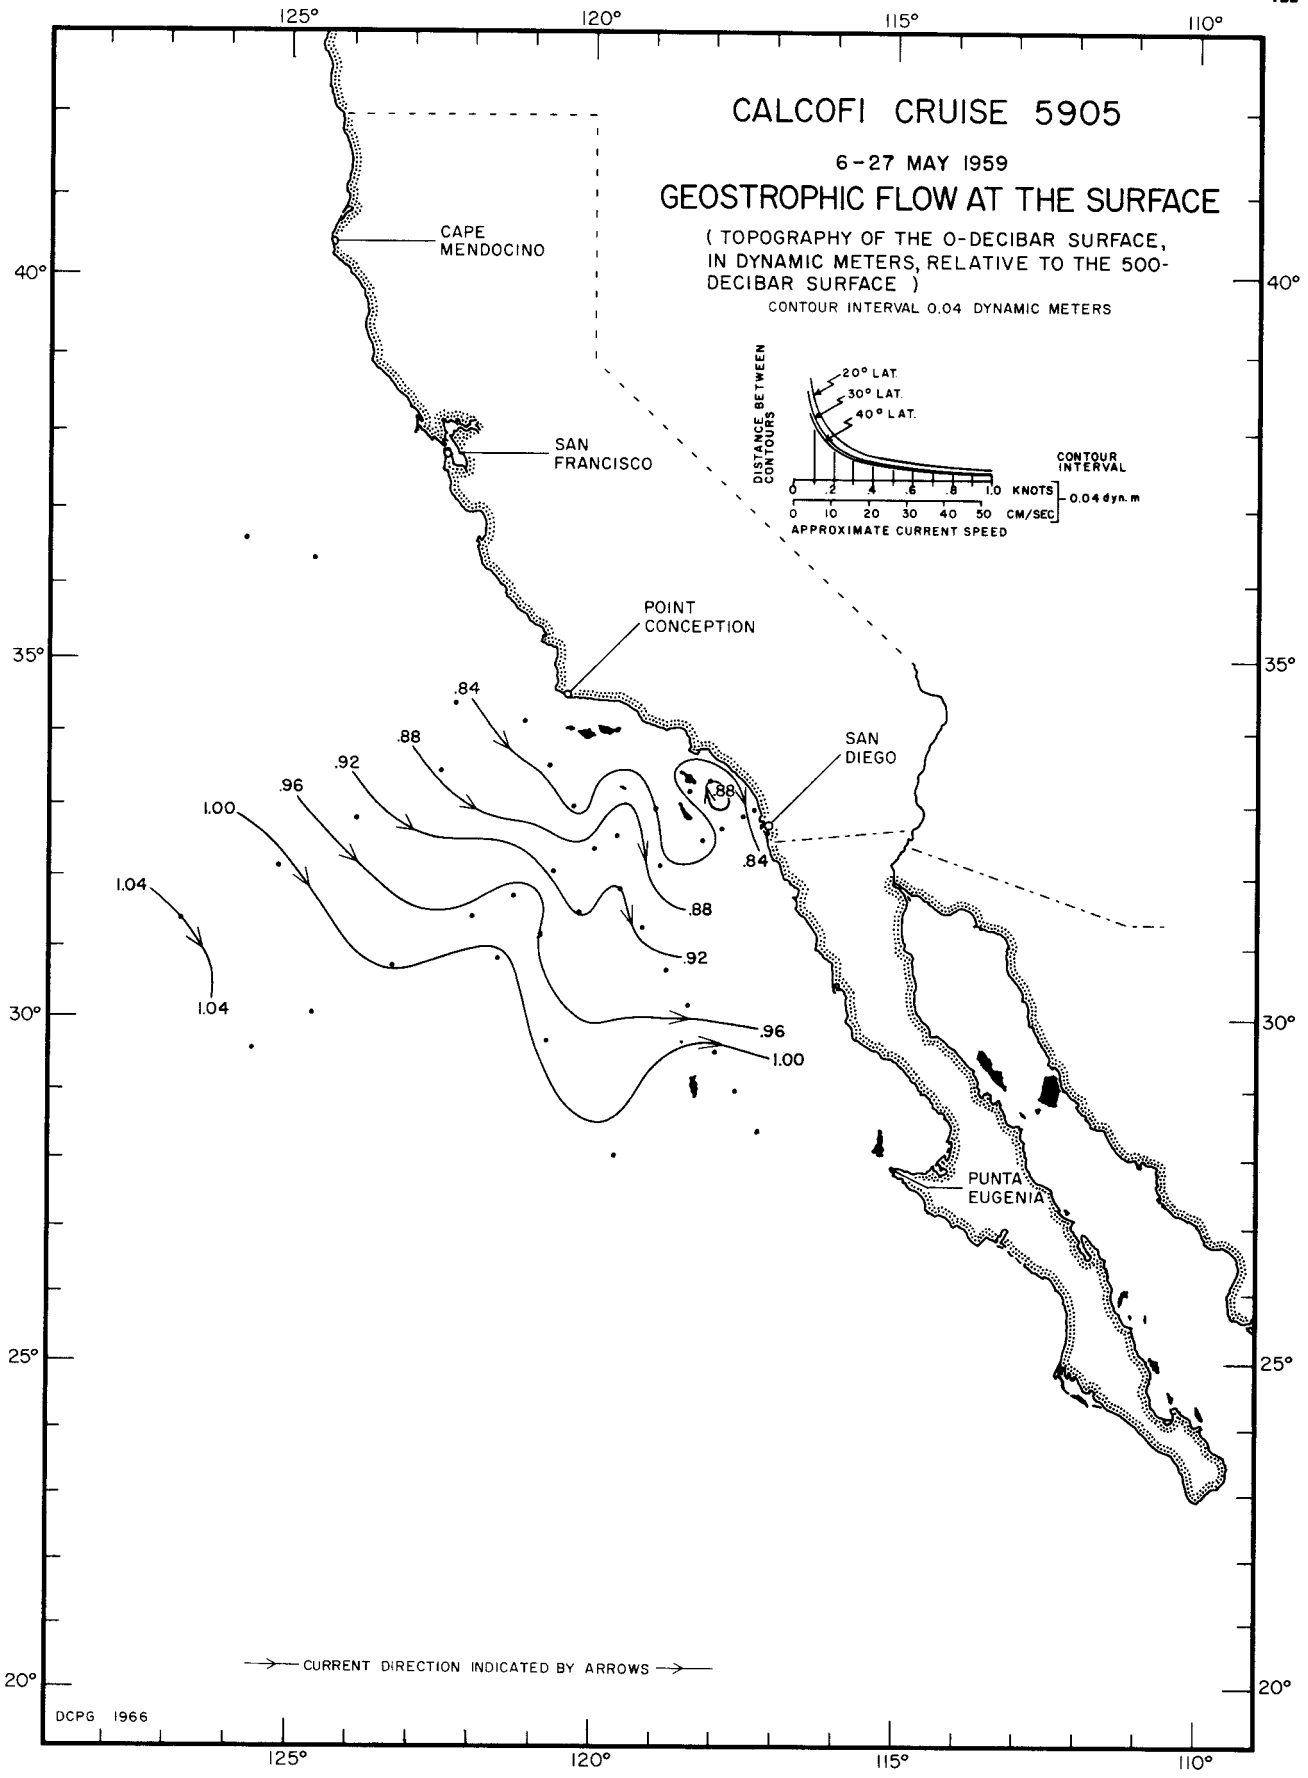 125° 120° 115° 110°
CALCOFI CRUISE 5905
6-27 MAY 1959
GEOSTROPHIC FLOW AT THE SURFACE
( TOPOGRAPHY OF THE 0-DECIBAR SURFACE,
IN DYNAMIC METERS, RELATIVE TO THE 500-
DECIBAR SURFACE )
CONTOUR INTERVAL 0.04 DYNAMIC METERS
CAPE
MENDOCINO
40° 40°
DISTANCE BETWEEN
CONTOURS
20° LAT.
30° LAT.
40° LAT.
CONTOUR
INTERVAL
0 .2 .4 .6 .8 1.0 KNOTS
0.04 dyn. m
0 10 20 30 40 50 CM/SEC
APPROXIMATE CURRENT SPEED
SAN
FRANCISCO
POINT
CONCEPTION
35° 35°
.84
.88
.92
.96
1.00
1.04
SAN
DIEGO
.88
.84
.88
.92
1.04
30° 30°
.96
1.00
PUNTA
EUGENIA
25° 25°
CURRENT DIRECTION INDICATED BY ARROWS
20° 20°
DCPG 1966
125° 120° 115° 110°